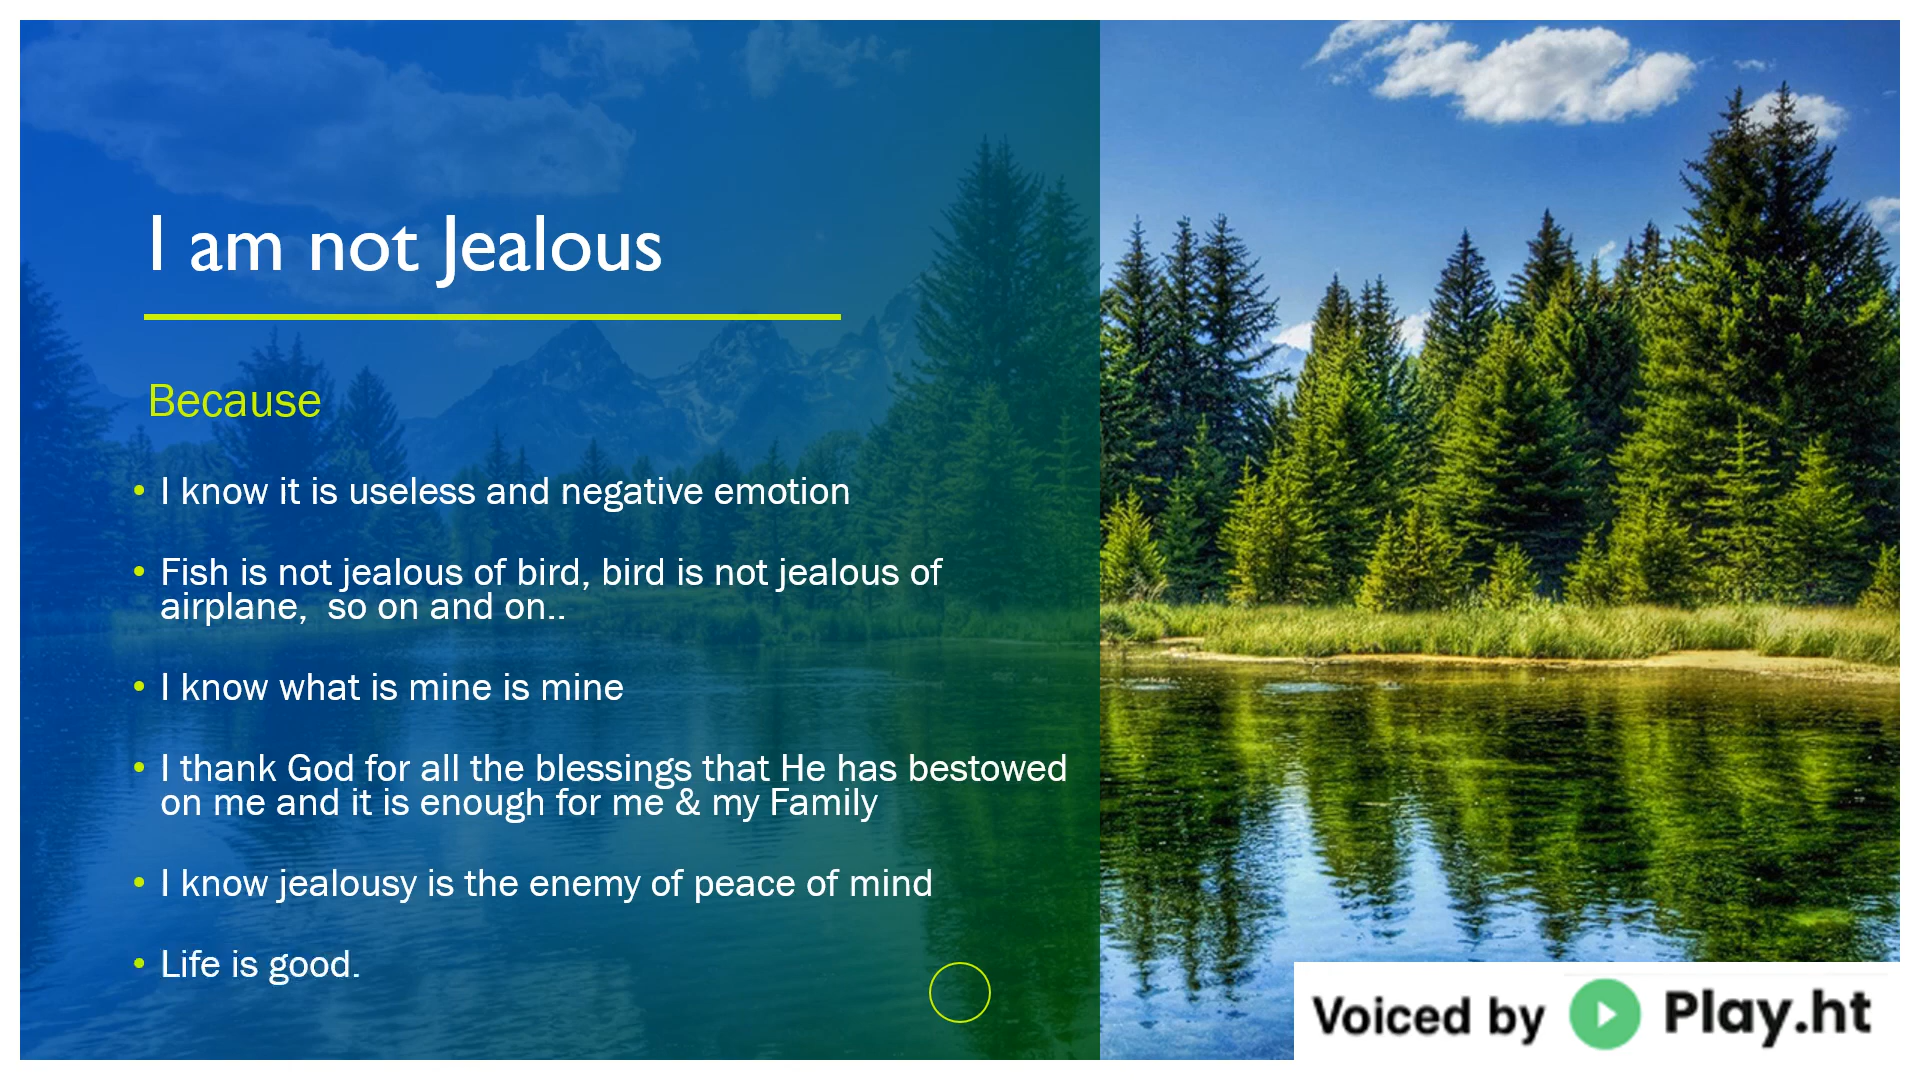 I am not Jealous
Because
• I know it is useless and negative emotion
• Fish is not jealous of bird, bird is not jealous of
airplane,  so on and on..
• I know what is mine is mine
• I thank God for all the blessings that He has bestowed
on me and it is enough for me & my Family
• I know jealousy is the enemy of peace of mind
• Life is good.
Voiced by Play.ht